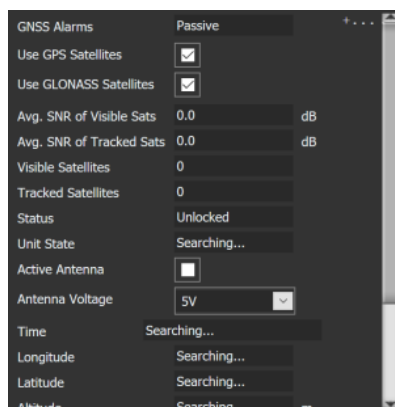 GNSS Alarms Passive +...
Use GPS Satellites
Use GLONASS Satellites
Avg. SNR of Visible Sats 0.0 dB
Avg. SNR of Tracked Sats 0.0 dB
Visible Satellites 0
Tracked Satellites 0
Status Unlocked
Unit State Searching...
Active Antenna
Antenna Voltage 5V
Time Searching...
Longitude Searching...
Latitude Searching...
Altitude Searching... m